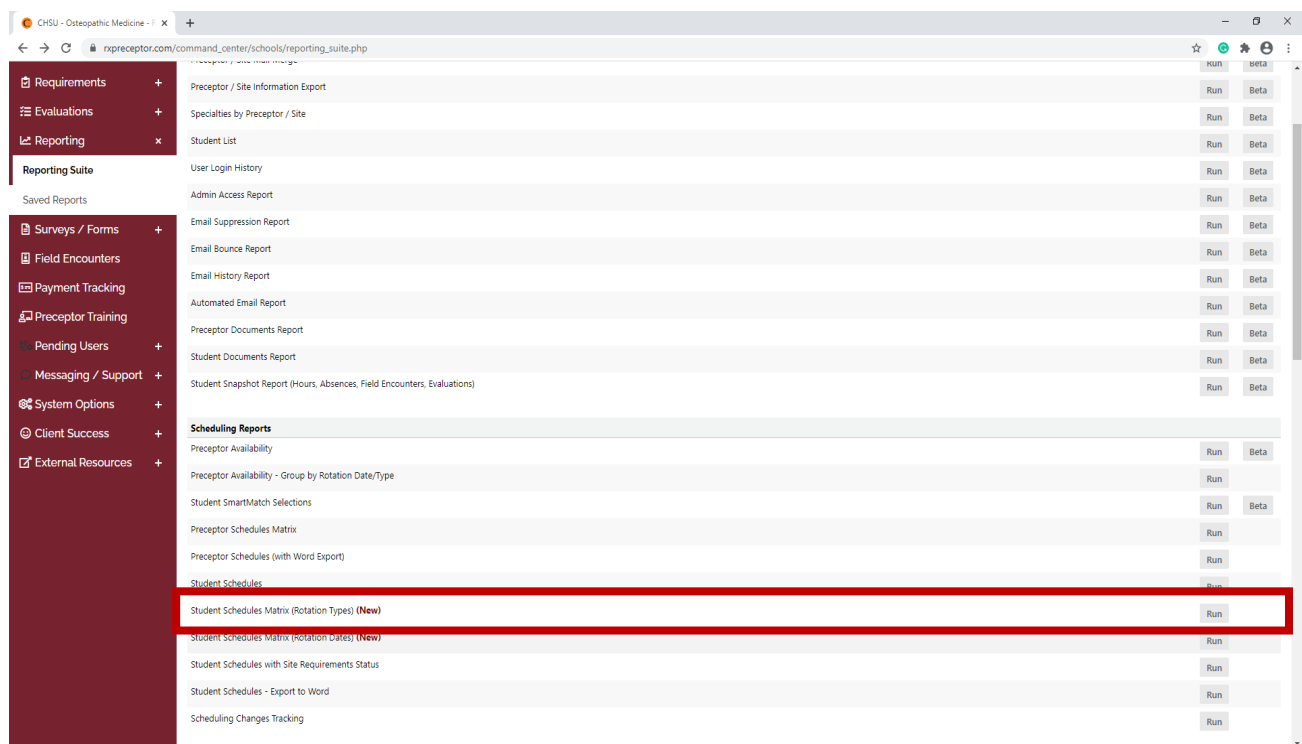 CHSU - Osteopathic Medicine - 
rxpreceptor.com/command_center/schools/reporting_suite.php
Requirements +
Evaluations +
Reporting ×
Reporting Suite
Saved Reports
Surveys / Forms +
Field Encounters
Payment Tracking
Preceptor Training
Pending Users +
Messaging / Support +
System Options +
Client Success +
External Resources +
Preceptor / Site Mail Merge Run Beta
Preceptor / Site Information Export Run Beta
Specialties by Preceptor / Site Run Beta
Student List Run Beta
User Login History Run Beta
Admin Access Report Run Beta
Email Suppression Report Run Beta
Email Bounce Report Run Beta
Email History Report Run Beta
Automated Email Report Run Beta
Preceptor Documents Report Run Beta
Student Documents Report Run Beta
Student Snapshot Report (Hours, Absences, Field Encounters, Evaluations) Run Beta
Scheduling Reports
Preceptor Availability Run Beta
Preceptor Availability - Group by Rotation Date/Type Run
Student SmartMatch Selections Run Beta
Preceptor Schedules Matrix Run
Preceptor Schedules (with Word Export) Run
Student Schedules Run
Student Schedules Matrix (Rotation Types) (New) Run
Student Schedules Matrix (Rotation Dates) (New) Run
Student Schedules with Site Requirements Status Run
Student Schedules - Export to Word Run
Scheduling Changes Tracking Run